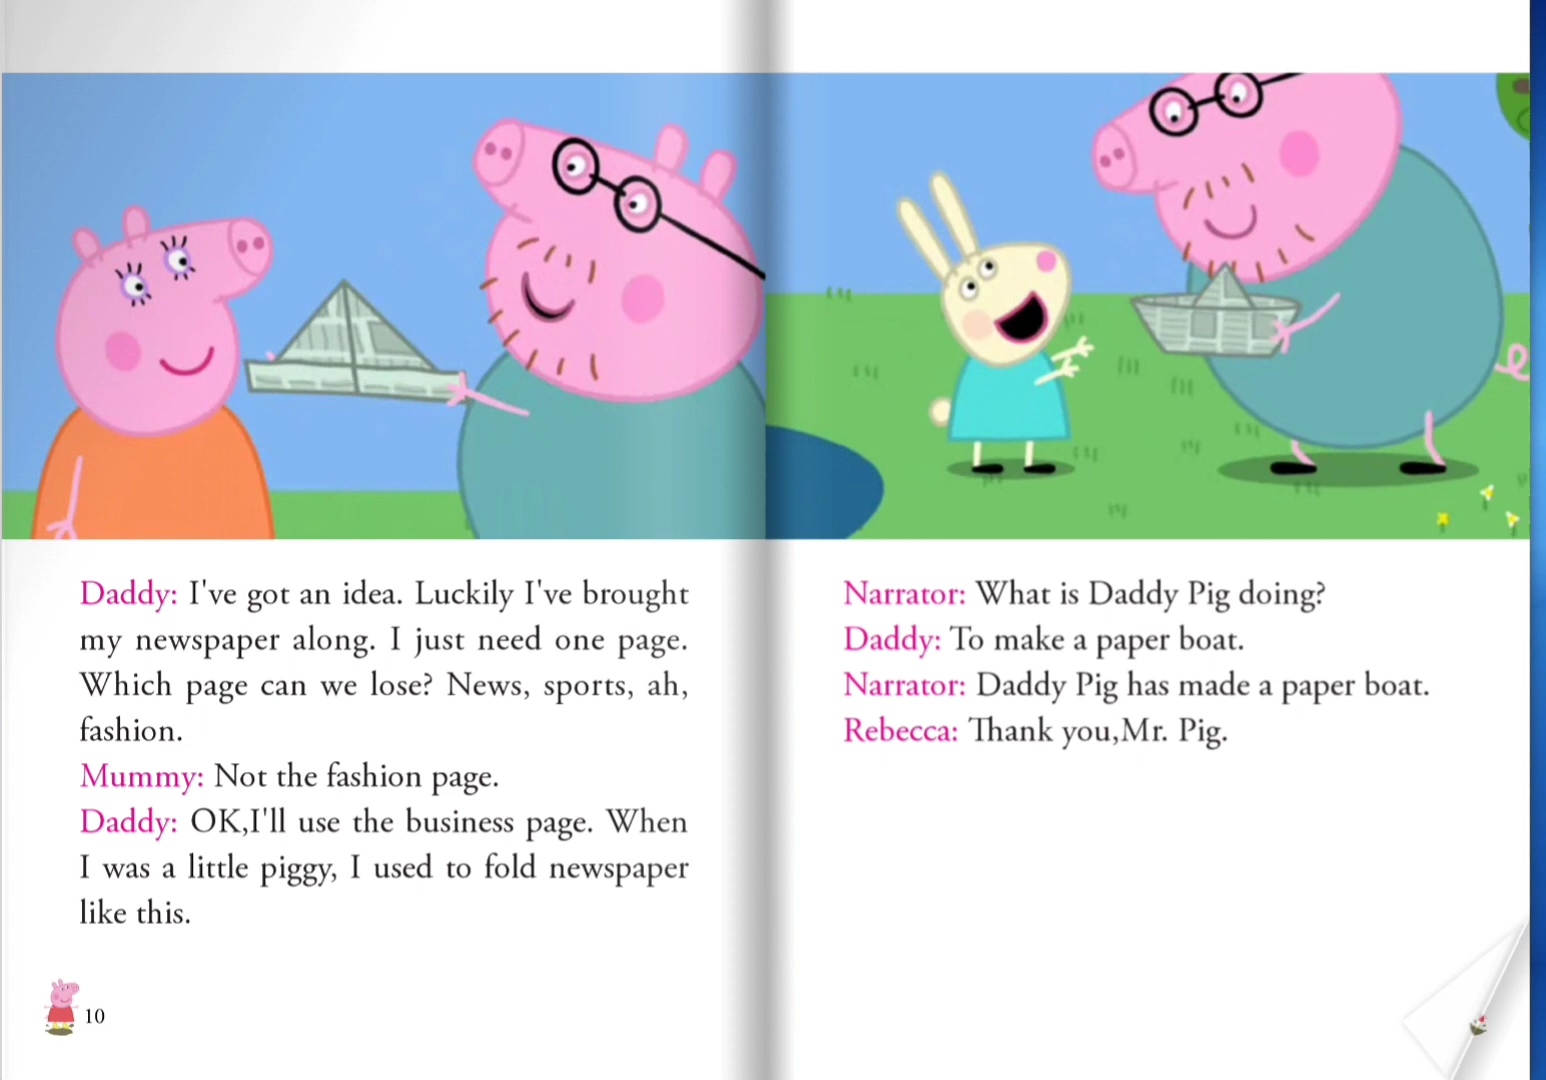 Daddy: I've got an idea. Luckily I've brought
my newspaper along. I just need one page.
Which page can we lose? News, sports, ah,
fashion.
Mummy: Not the fashion page.
Daddy: OK,I'll use the business page. When
I was a little piggy, I used to fold newspaper
like this.
10
Narrator: What is Daddy Pig doing?
Daddy: To make a paper boat.
Narrator: Daddy Pig has made a paper boat.
Rebecca: Thank you,Mr. Pig.